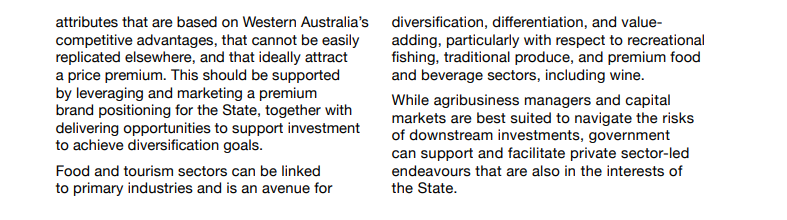 attributes that are based on Western Australia’s
competitive advantages, that cannot be easily
replicated elsewhere, and that ideally attract
a price premium. This should be supported
by leveraging and marketing a premium
brand positioning for the State, together with
delivering opportunities to support investment
to achieve diversification goals.
Food and tourism sectors can be linked
to primary industries and is an avenue for
diversification, differentiation, and value-
adding, particularly with respect to recreational
fishing, traditional produce, and premium food
and beverage sectors, including wine.
While agribusiness managers and capital
markets are best suited to navigate the risks
of downstream investments, government
can support and facilitate private sector-led
endeavours that are also in the interests of
the State.